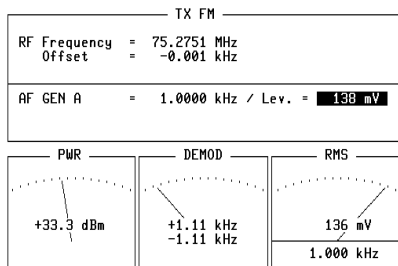 TX FM
RF Frequency = 75.2751 MHz
Offset = -0.001 kHz
AF GEN A = 1.0000 kHz / Lev. = 138 mV
PWR
DEMOD
RMS
+33.3 dBm
+1.11 kHz
136 mV
-1.11 kHz
1.000 kHz